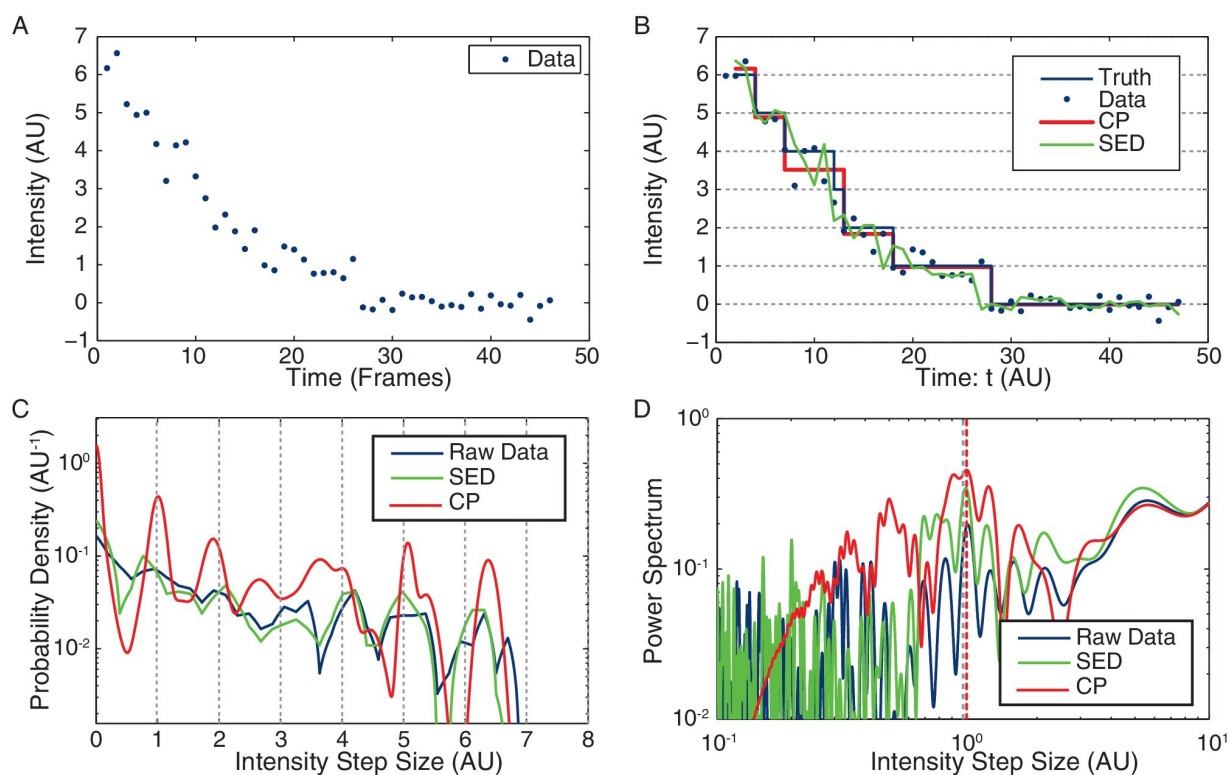 A
Intensity (AU)
7
6
5
4
3
2
1
0
−1
Data
0 10 20 30 40 50
Time (Frames)
B
Intensity (AU)
7
6
5
4
3
2
1
0
−1
Truth
Data
CP
SED
0 10 20 30 40 50
Time: t (AU)
C
Probability Density (AU⁻¹)
10⁰
10⁻¹
10⁻²
Raw Data
SED
CP
0 1 2 3 4 5 6 7 8
Intensity Step Size (AU)
D
Power Spectrum
10⁰
10⁻¹
10⁻²
Raw Data
SED
CP
10⁻¹ 10⁰ 10¹
Intensity Step Size (AU)